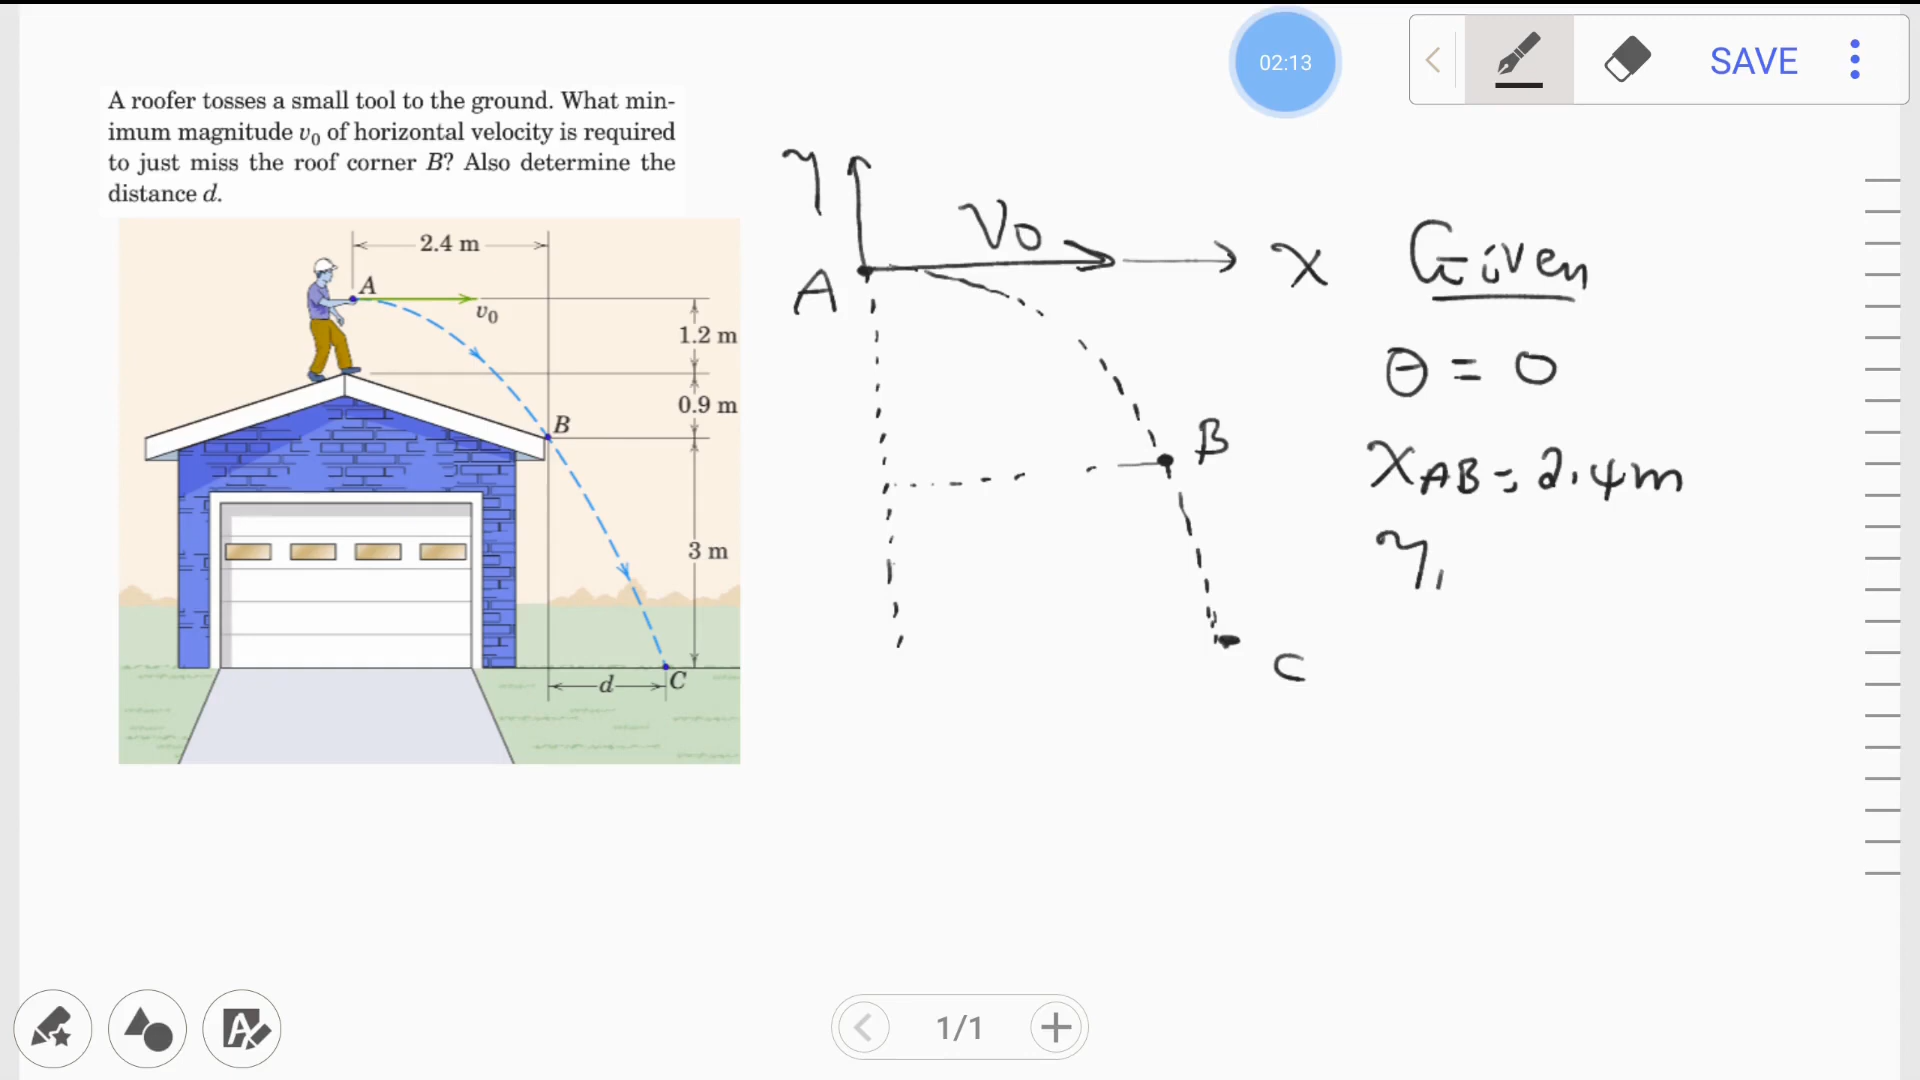 02:13
SAVE
A roofer tosses a small tool to the ground. What min-
imum magnitude v₀ of horizontal velocity is required
to just miss the roof corner B? Also determine the
distance d.
2.4 m
A
v₀
1.2 m
0.9 m
B
3 m
d
C
y
V₀
x
A
B
C
Given
θ = 0
xAB = 2.4m
y
1/1